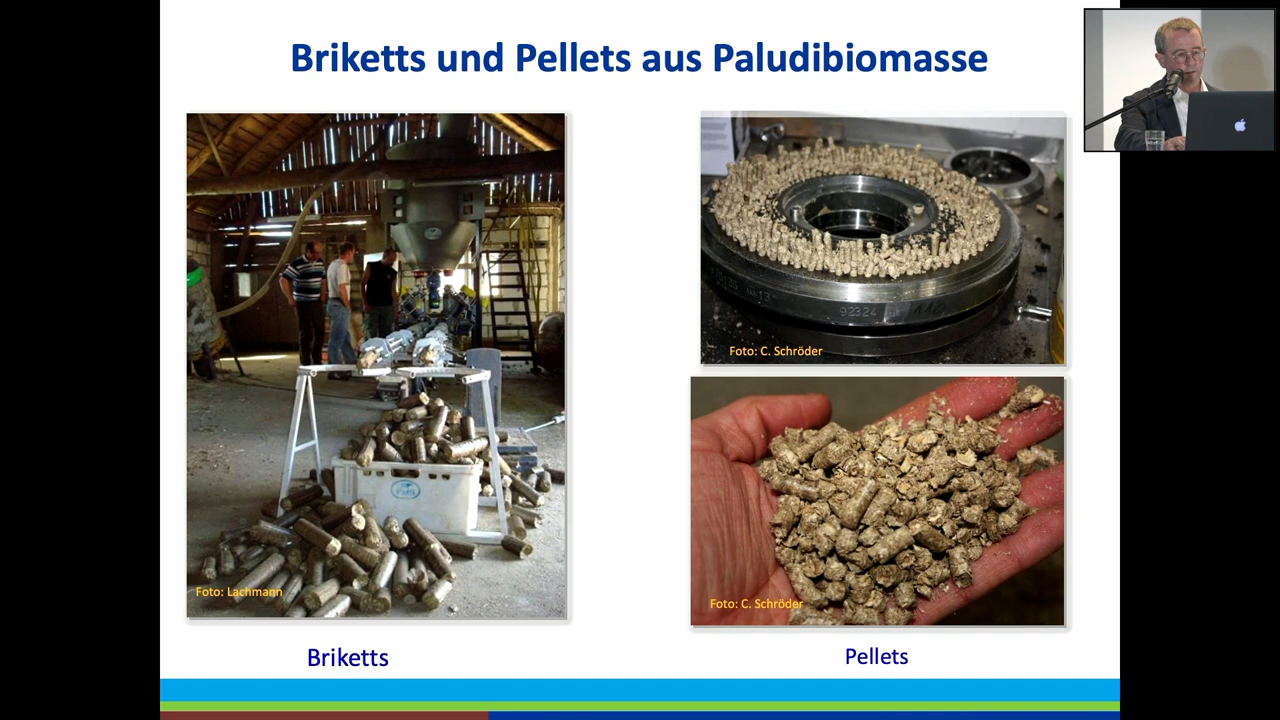 Briketts und Pellets aus Paludibiomasse
Foto: C. Schröder
Foto: Lachmann
Foto: C. Schröder
Briketts
Pellets